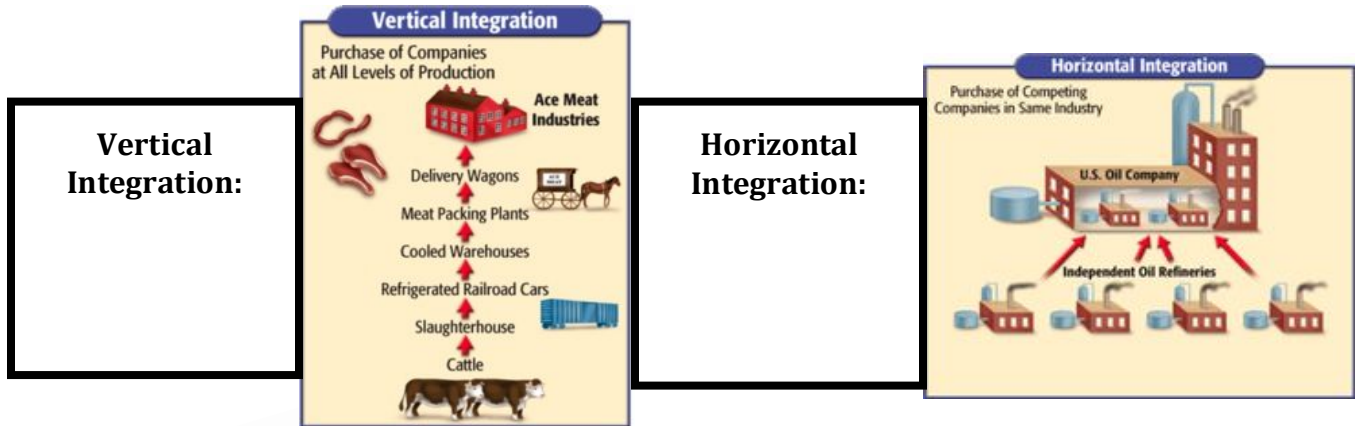 Vertical
Integration:
Vertical Integration
Purchase of Companies
at All Levels of Production
Ace Meat
Industries
Delivery Wagons
Meat Packing Plants
Cooled Warehouses
Refrigerated Railroad Cars
Slaughterhouse
Cattle
Horizontal
Integration:
Horizontal Integration
Purchase of Competing
Companies in Same Industry
U.S. Oil Company
Independent Oil Refineries